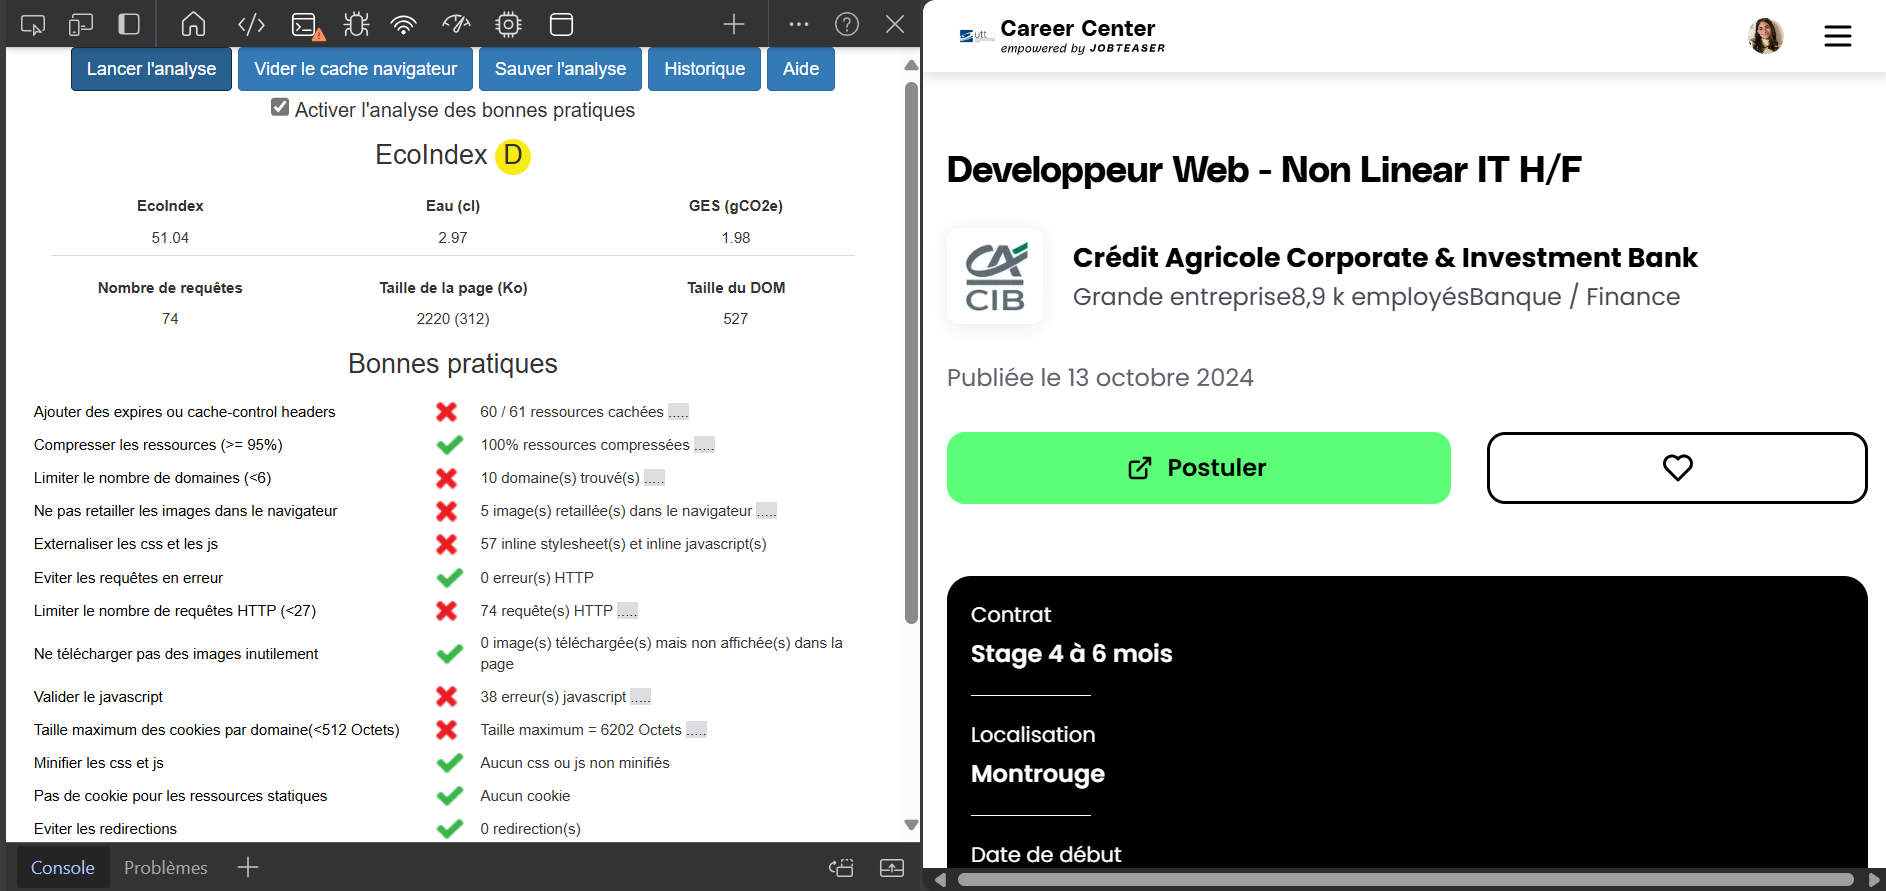 Lancer l'analyse
Vider le cache navigateur
Sauver l'analyse
Historique
Aide
Activer l'analyse des bonnes pratiques
EcoIndex D
EcoIndex Eau (cl) GES (gCO2e)
51.04 2.97 1.98
Nombre de requêtes Taille de la page (Ko) Taille du DOM
74 2220 (312) 527
Bonnes pratiques
Ajouter des expires ou cache-control headers 60 / 61 ressources cachées .....
Compresser les ressources (>= 95%) 100% ressources compressées .....
Limiter le nombre de domaines (<6) 10 domaine(s) trouvé(s) .....
Ne pas retailler les images dans le navigateur 5 image(s) retaillée(s) dans le navigateur .....
Externaliser les css et les js 57 inline stylesheet(s) et inline javascript(s)
Eviter les requêtes en erreur 0 erreur(s) HTTP
Limiter le nombre de requêtes HTTP (<27) 74 requête(s) HTTP .....
Ne télécharger pas des images inutilement 0 image(s) téléchargée(s) mais non affichée(s) dans la
page
Valider le javascript 38 erreur(s) javascript .....
Taille maximum des cookies par domaine(<512 Octets) Taille maximum = 6202 Octets .....
Minifier les css et js Aucun css ou js non minifiés
Pas de cookie pour les ressources statiques Aucun cookie
Eviter les redirections 0 redirection(s)
Console
Problèmes
utt
Career Center
empowered by JOBTEASER
Developpeur Web - Non Linear IT H/F
CA
CIB
Crédit Agricole Corporate & Investment Bank
Grande entreprise8,9 k employésBanque / Finance
Publiée le 13 octobre 2024
Postuler
Contrat
Stage 4 à 6 mois
Localisation
Montrouge
Date de début